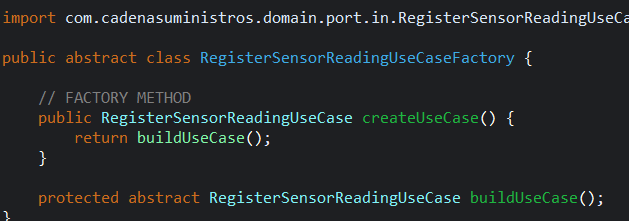 import com.cadenasuministros.domain.port.in.RegisterSensorReadingUseCa
public abstract class RegisterSensorReadingUseCaseFactory {
// FACTORY METHOD
public RegisterSensorReadingUseCase createUseCase() {
return buildUseCase();
}
protected abstract RegisterSensorReadingUseCase buildUseCase();
}